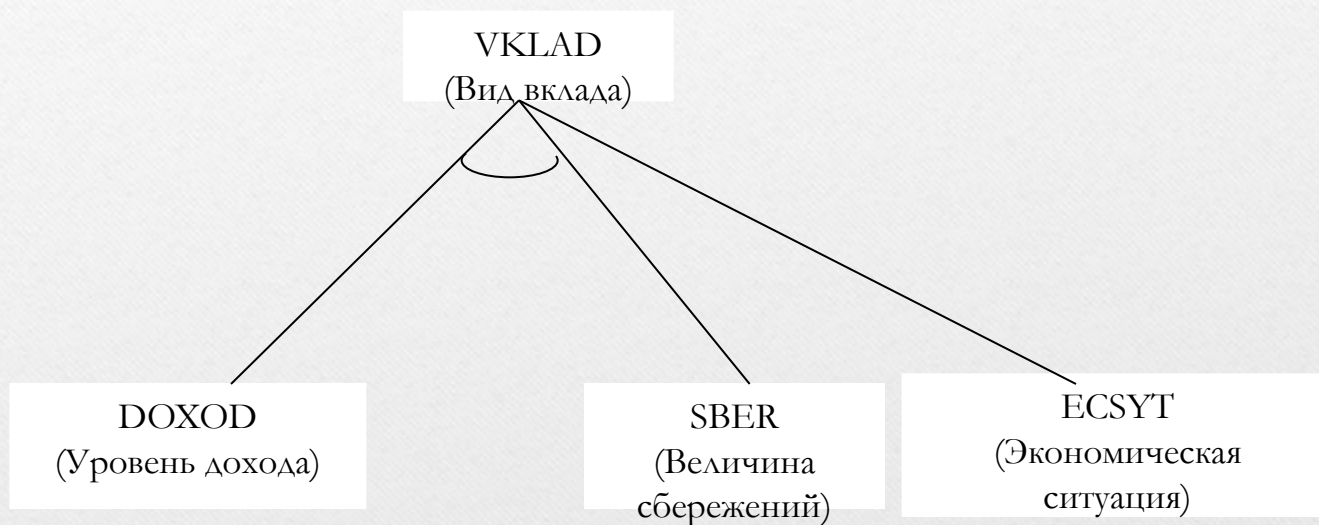 VKLAD
(Вид вклада)
DOXOD
(Уровень дохода)
SBER
(Величина
сбережений)
ECSYT
(Экономическая
ситуация)